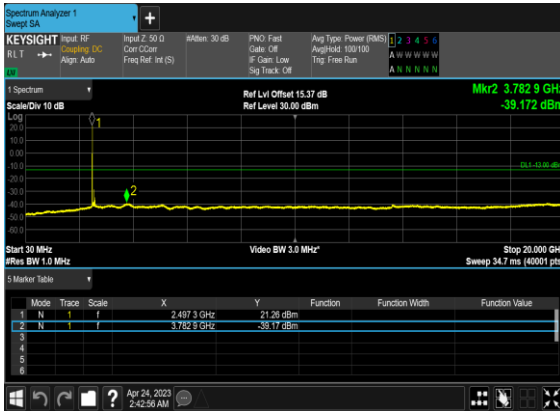 Spectrum Analyzer 1
Swept SA
+
KEYSIGHT Input: RF Input Z: 50 Ω #Atten: 30 dB PNO: Fast Avg Type: Power (RMS) 1 2 3 4 5 6
RLT Coupling: DC Corr CCorr Gate: Off Avg|Hold: 100/100 A W W W W W
Align: Auto Freq Ref: Int (S) IF Gain: Low Trig: Free Run
Sig Track: Off A N N N N N
1 Spectrum
Scale/Div 10 dB
Ref Lvl Offset 15.37 dB
Ref Level 30.00 dBm
Mkr2 3.782 9 GHz
-39.172 dBm
Log
1
20.0
10.0
0.00
-10.0
DL1 -13.00 dBm
-20.0
-30.0
2
-40.0
-50.0
-60.0
Start 30 MHz Video BW 3.0 MHz* Stop 20.000 GHz
#Res BW 1.0 MHz Sweep 34.7 ms (40001 pts)
5 Marker Table
Mode Trace Scale X Y Function Function Width Function Value
1 N 1 f 2.497 3 GHz 21.26 dBm
2 N 1 f 3.782 9 GHz -39.17 dBm
3
4
5
6
? Apr 24, 2023
2:42:56 AM